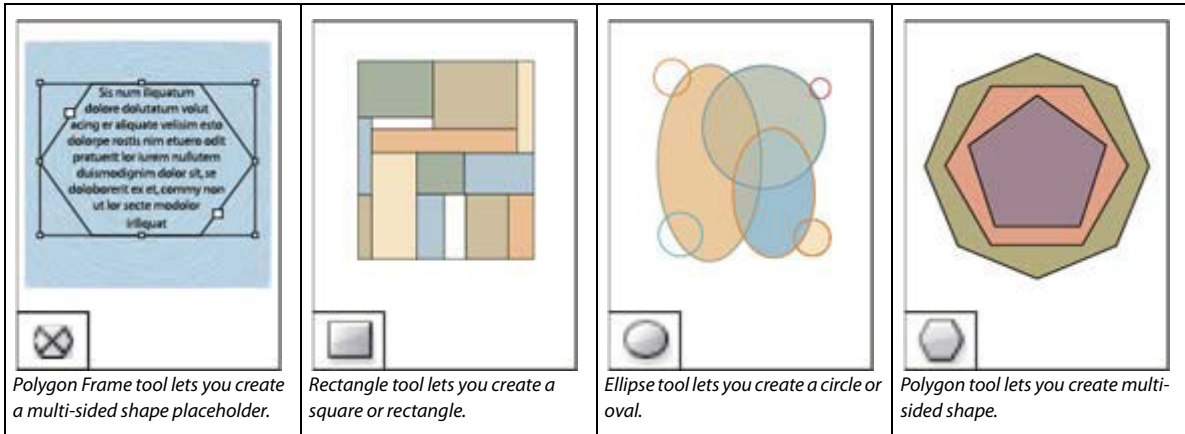 Sis num iliquatum
dolore dolutatum volut
acing er aliquate velisim esto
dolorpe rostis nim etuero odit
pratuerit lor iurem nullutem
duismodignim dolor sit, se
doloborerit ex et, commy non
ut lor secte modolor
iriliquat
Polygon Frame tool lets you create
a multi-sided shape placeholder.
Rectangle tool lets you create a
square or rectangle.
Ellipse tool lets you create a circle or
oval.
Polygon tool lets you create multi-
sided shape.